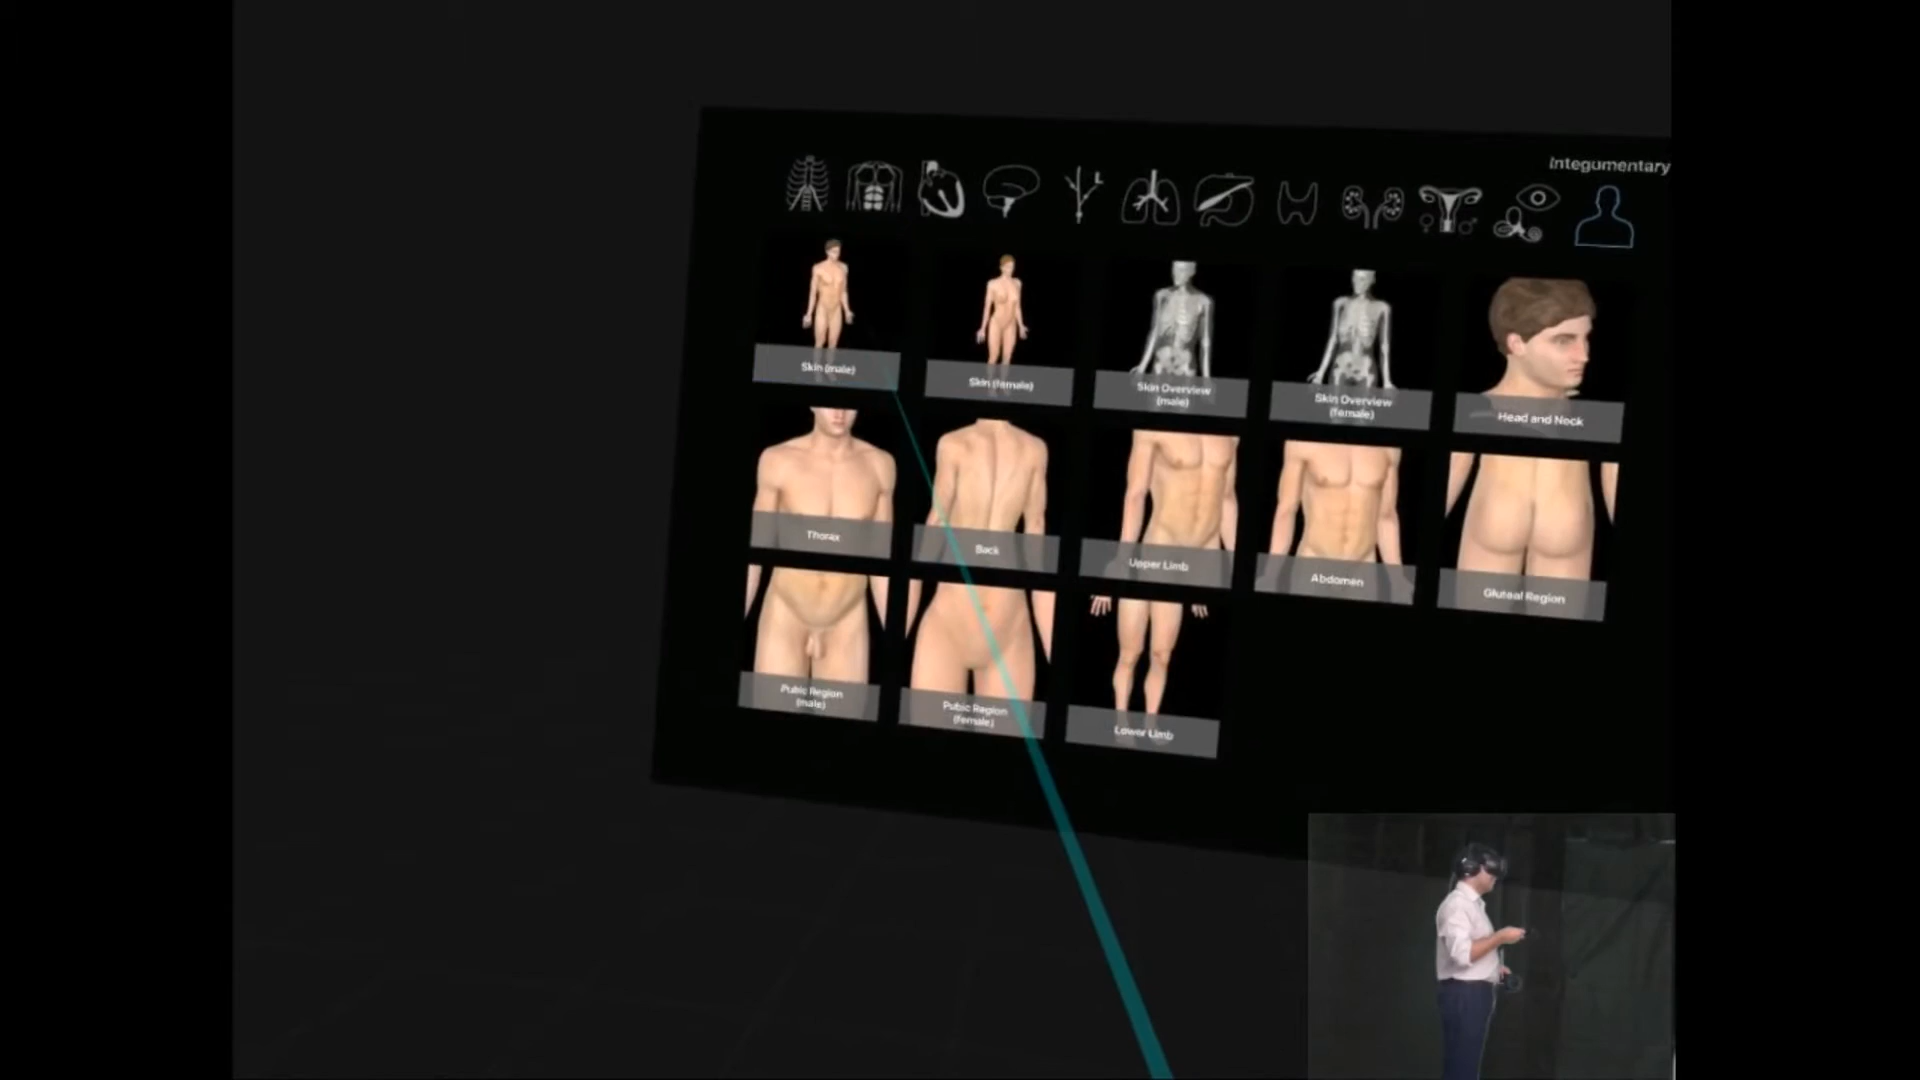 Integumentary
Skin (male)
Skin (female)
Skin Overview
(male)
Skin Overview
(female)
Head and Neck
Thorax
Back
Upper Limb
Abdomen
Gluteal Region
Pubic Region
(male)
Pubic Region
(female)
Lower Limb